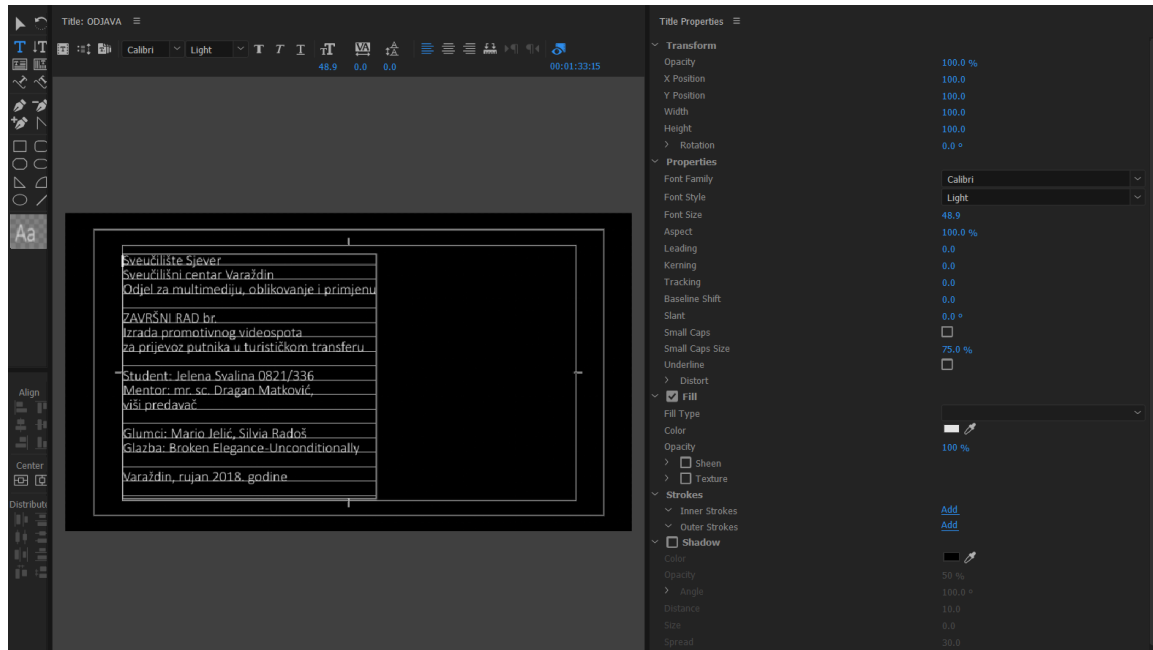 Title: ODJAVA
Calibri
Light
48.9
0.0
0.0
00:01:33:15
Sveučilište Sjever
Sveučilišni centar Varaždin
Odjel za multimediju, oblikovanje i primjenu
ZAVRŠNI RAD br.
Izrada promotivnog videospota
za prijevoz putnika u turističkom transferu
Student: Jelena Svalina 0821/336
Mentor: mr. sc. Dragan Matković,
viši predavač
Glumci: Mario Jelić, Silvia Radoš
Glazba: Broken Elegance-Unconditionally
Varaždin, rujan 2018. godine
Aa
Align
Center
Distribute
Title Properties
Transform
Opacity 100.0 %
X Position 100.0
Y Position 100.0
Width 100.0
Height 100.0
Rotation 0.0 °
Properties
Font Family Calibri
Font Style Light
Font Size 48.9
Aspect 100.0 %
Leading 0.0
Kerning 0.0
Tracking 0.0
Baseline Shift 0.0
Slant 0.0 °
Small Caps
Small Caps Size 75.0 %
Underline
Distort
Fill
Fill Type
Color
Opacity 100 %
Sheen
Texture
Strokes
Inner Strokes Add
Outer Strokes Add
Shadow
Color
Opacity 50 %
Angle 100.0 °
Distance 10.0
Size 0.0
Spread 30.0